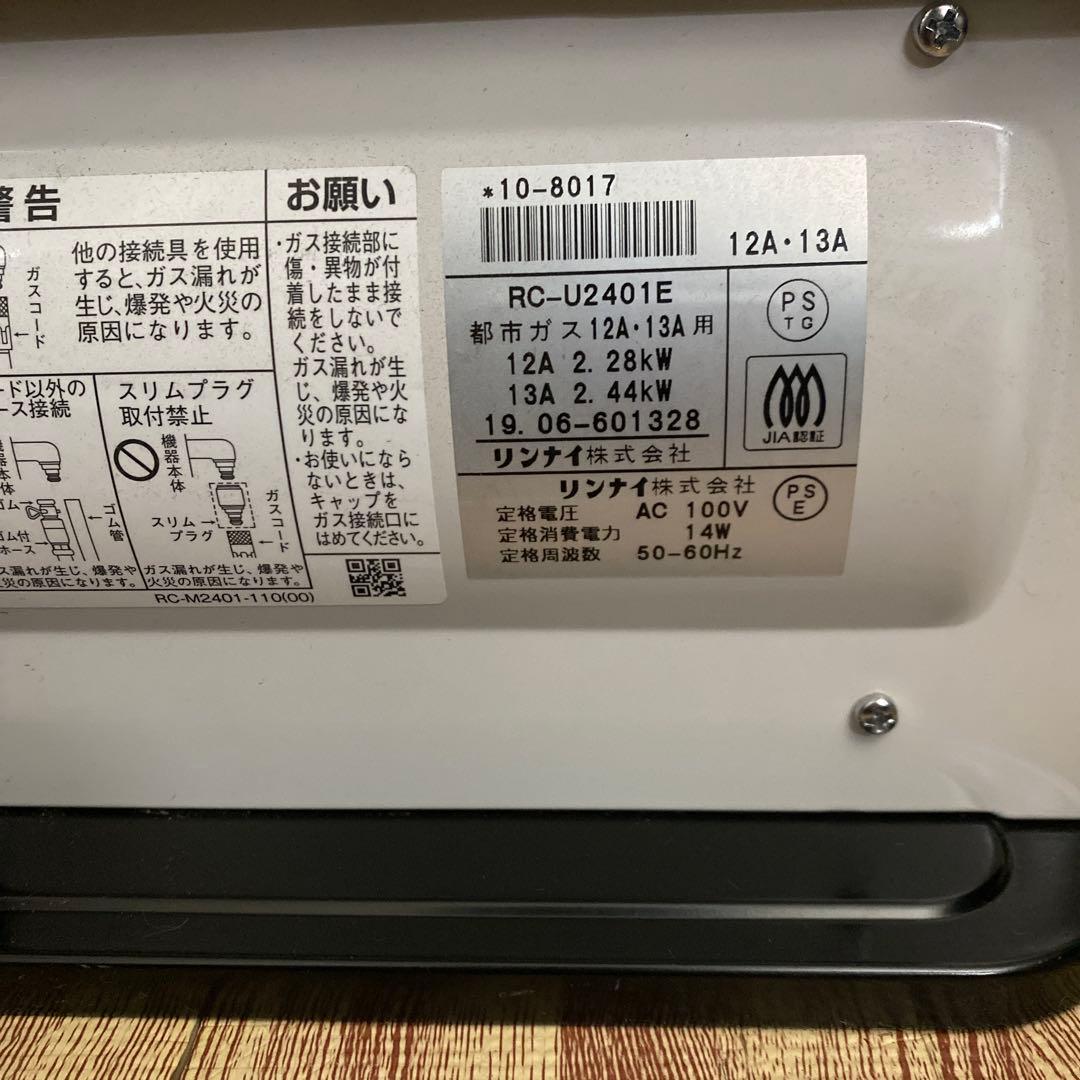 警告
他の接続具を使用
すると、ガス漏れが
生じ、爆発や火災の
原因になります。
ガスコード
ード以外の
ース接続
スリムプラグ
取付禁止
機器本体
スリムプラグ
ガスコード
ゴム管
ゴム付
ホース
ス漏れが生じ、爆発や
火災の原因になります。
ガス漏れが生じ、爆発や
火災の原因になります。
RC-M2401-110(00)
お願い
・ガス接続部に
傷・異物が付
着したまま接
続をしないで
ください。
ガス漏れが生
じ、爆発や火
災の原因にな
ります。
・お使いになら
ないときは、
キャップを
ガス接続口に
はめてください。
*10-8017
12A・13A
RC-U2401E
都市ガス12A・13A用
12A 2.28kW
13A 2.44kW
19.06-601328
リンナイ株式会社
PS
TG
JIA認証
リンナイ株式会社
PS
E
定格電圧 AC 100V
定格消費電力 14W
定格周波数 50-60Hz